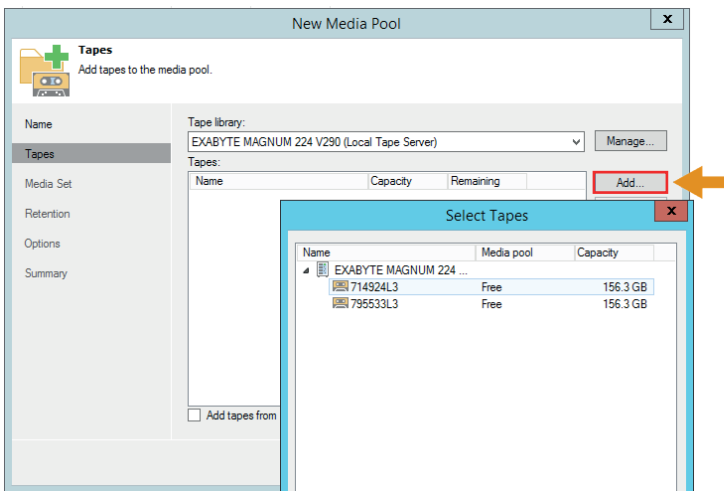 New Media Pool
x
Tapes
Add tapes to the media pool.
Name
Tapes
Media Set
Retention
Options
Summary
Tape library:
EXABYTE MAGNUM 224 V290 (Local Tape Server)
Manage...
Tapes:
Name Capacity Remaining
Add...
Add tapes from
Select Tapes
x
Name Media pool Capacity
EXABYTE MAGNUM 224 ...
714924L3 Free 156.3 GB
795533L3 Free 156.3 GB